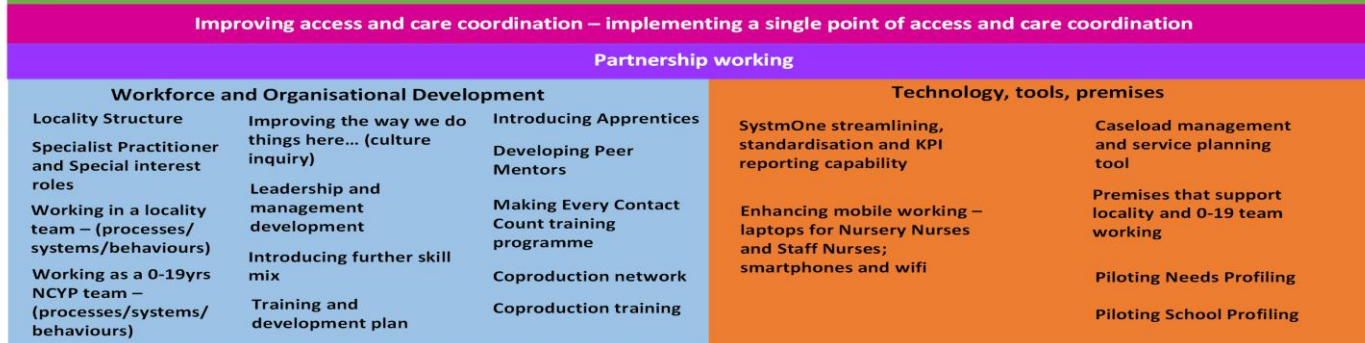 Improving access and care coordination – implementing a single point of access and care coordination
Partnership working
Workforce and Organisational Development
Locality Structure
Specialist Practitioner
and Special interest
roles
Working in a locality
team – (processes/
systems/behaviours)
Working as a 0-19yrs
NCYP team –
(processes/systems/
behaviours)
Improving the way we do
things here... (culture
inquiry)
Leadership and
management
development
Introducing further skill
mix
Training and
development plan
Introducing Apprentices
Developing Peer
Mentors
Making Every Contact
Count training
programme
Coproduction network
Coproduction training
Technology, tools, premises
SystmOne streamlining,
standardisation and KPI
reporting capability
Enhancing mobile working –
laptops for Nursery Nurses
and Staff Nurses;
smartphones and wifi
Caseload management
and service planning
tool
Premises that support
locality and 0-19 team
working
Piloting Needs Profiling
Piloting School Profiling